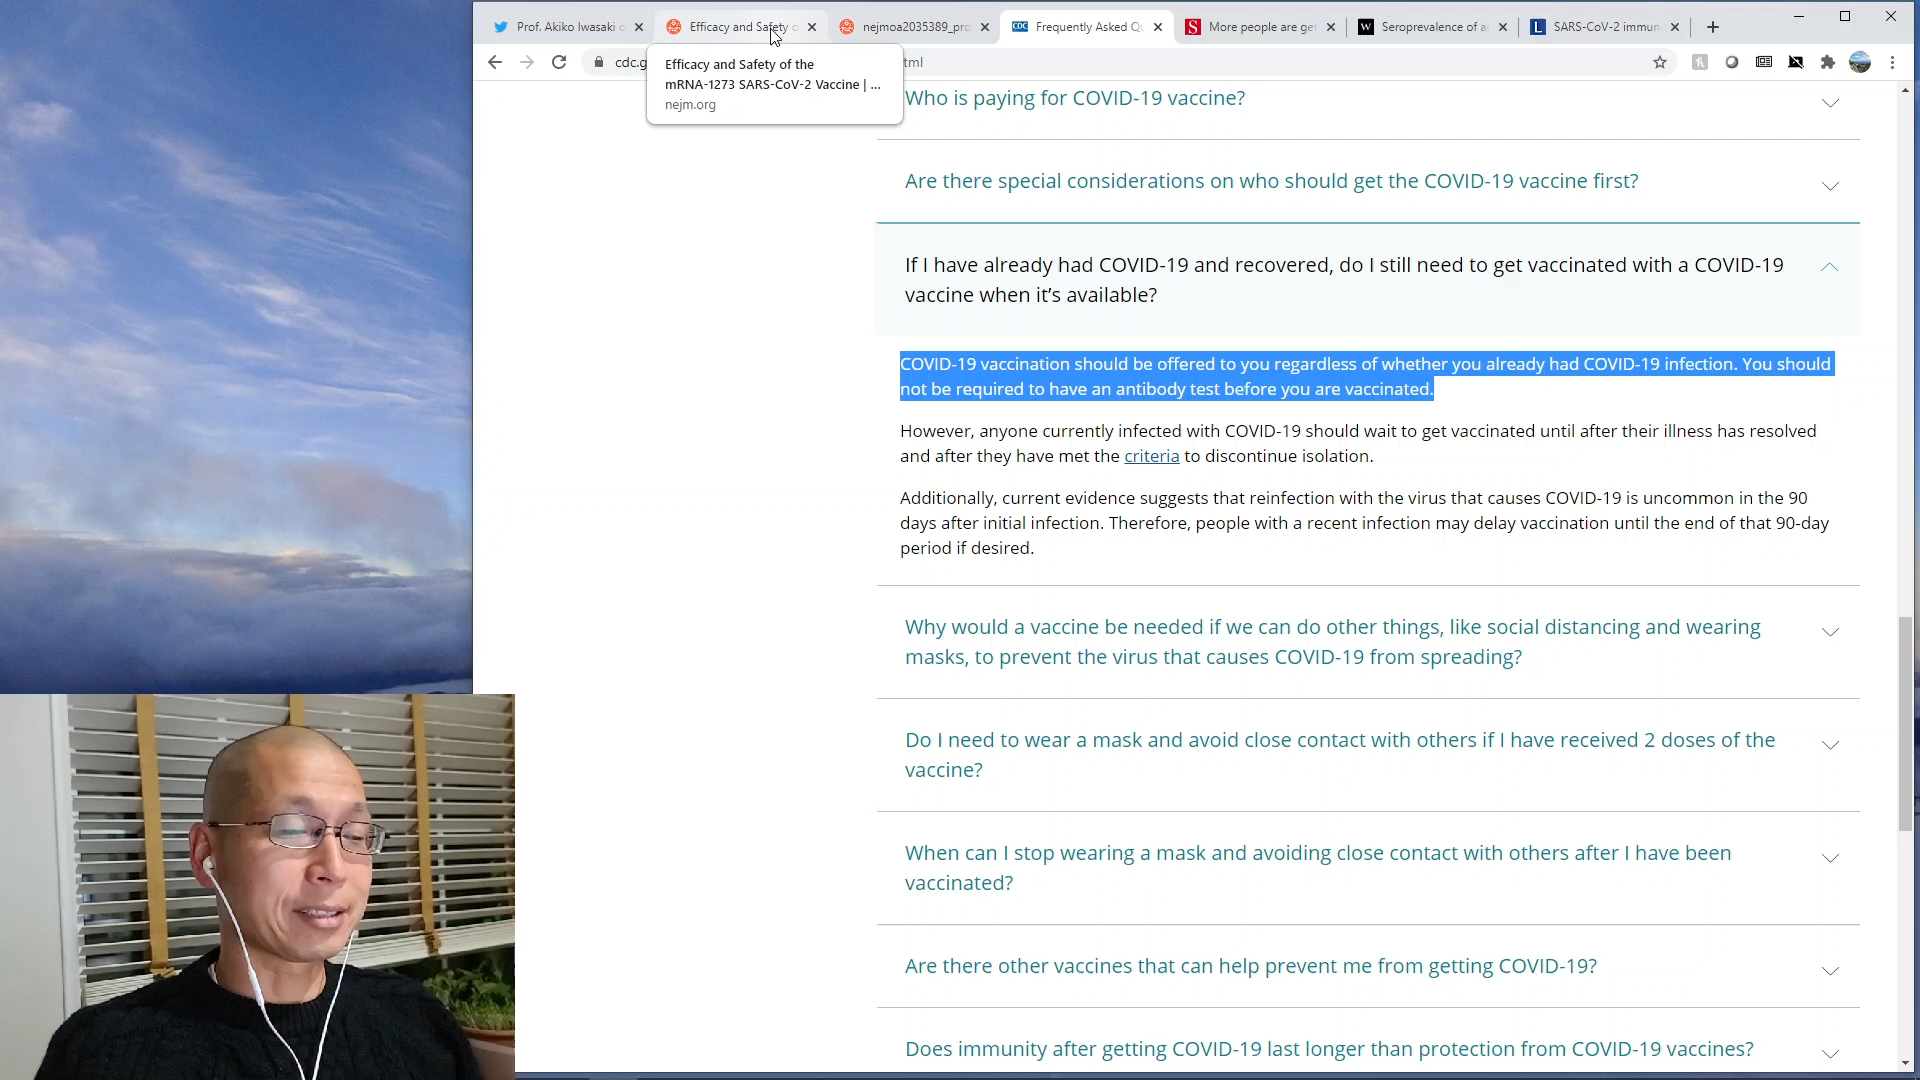 Prof. Akiko Iwasaki o
Efficacy and Safety o
nejmoa2035389_pro
CDC
Frequently Asked Qu
S
More people are get
W
Seroprevalence of a
L
SARS-CoV-2 immun
cdc.g
tml
Efficacy and Safety of the
mRNA-1273 SARS-CoV-2 Vaccine | ...
nejm.org
Who is paying for COVID-19 vaccine?
Are there special considerations on who should get the COVID-19 vaccine first?
If I have already had COVID-19 and recovered, do I still need to get vaccinated with a COVID-19
vaccine when it’s available?
COVID-19 vaccination should be offered to you regardless of whether you already had COVID-19 infection. You should
not be required to have an antibody test before you are vaccinated.
However, anyone currently infected with COVID-19 should wait to get vaccinated until after their illness has resolved
and after they have met the criteria to discontinue isolation.
Additionally, current evidence suggests that reinfection with the virus that causes COVID-19 is uncommon in the 90
days after initial infection. Therefore, people with a recent infection may delay vaccination until the end of that 90-day
period if desired.
Why would a vaccine be needed if we can do other things, like social distancing and wearing
masks, to prevent the virus that causes COVID-19 from spreading?
Do I need to wear a mask and avoid close contact with others if I have received 2 doses of the
vaccine?
When can I stop wearing a mask and avoiding close contact with others after I have been
vaccinated?
Are there other vaccines that can help prevent me from getting COVID-19?
Does immunity after getting COVID-19 last longer than protection from COVID-19 vaccines?